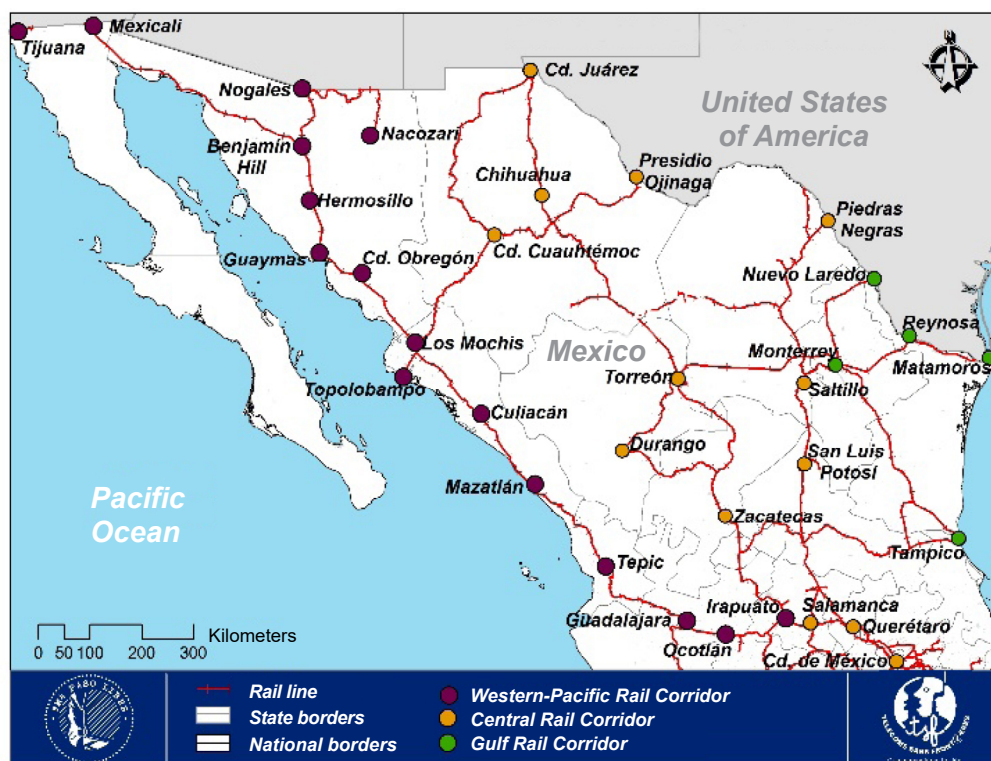 Tijuana
Mexicali
Nogales
Nacozari
Benjamín
Hill
Hermosillo
Guaymas
Cd. Obregón
Cd. Juárez
United States
of America
Chihuahua
Presidio
Ojinaga
Cd. Cuauhtémoc
Piedras
Negras
Nuevo Laredo
Reynosa
Los Mochis
Mexico
Monterrey
Matamoros
Topolobampo
Torreón
Saltillo
Culiacán
Durango
San Luis
Potosí
Mazatlán
Pacific
Ocean
Zacatecas
Tampico
Tepic
Irapuato
Salamanca
Guadalajara
Querétaro
Ocotlán
Cd. de México
Kilometers
0 50 100 200 300
Rail line
State borders
National borders
Western-Pacific Rail Corridor
Central Rail Corridor
Gulf Rail Corridor